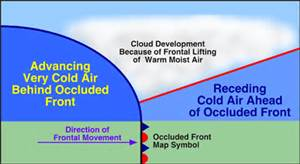 Cloud Development
Because of Frontal Lifting
of Warm Moist Air
Advancing
Very Cold Air
Behind Occluded
Front
Receding
Cold Air Ahead
of Occluded Front
Direction of
Frontal Movement
Occluded Front
Map Symbol